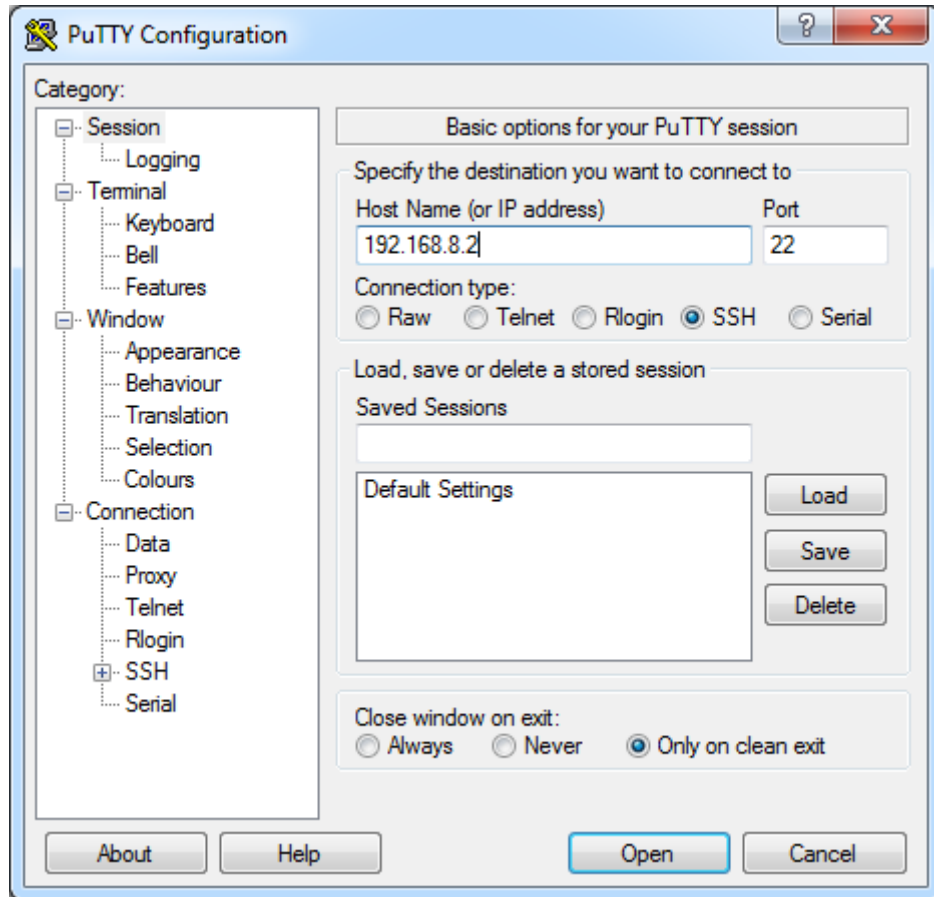 PuTTY Configuration
?
Category:
Session
Logging
Terminal
Keyboard
Bell
Features
Window
Appearance
Behaviour
Translation
Selection
Colours
Connection
Data
Proxy
Telnet
Rlogin
SSH
Serial
Basic options for your PuTTY session
Specify the destination you want to connect to
Host Name (or IP address) Port
192.168.8.2 22
Connection type:
Raw Telnet Rlogin SSH Serial
Load, save or delete a stored session
Saved Sessions
Default Settings
Load
Save
Delete
Close window on exit:
Always Never Only on clean exit
About Help Open Cancel